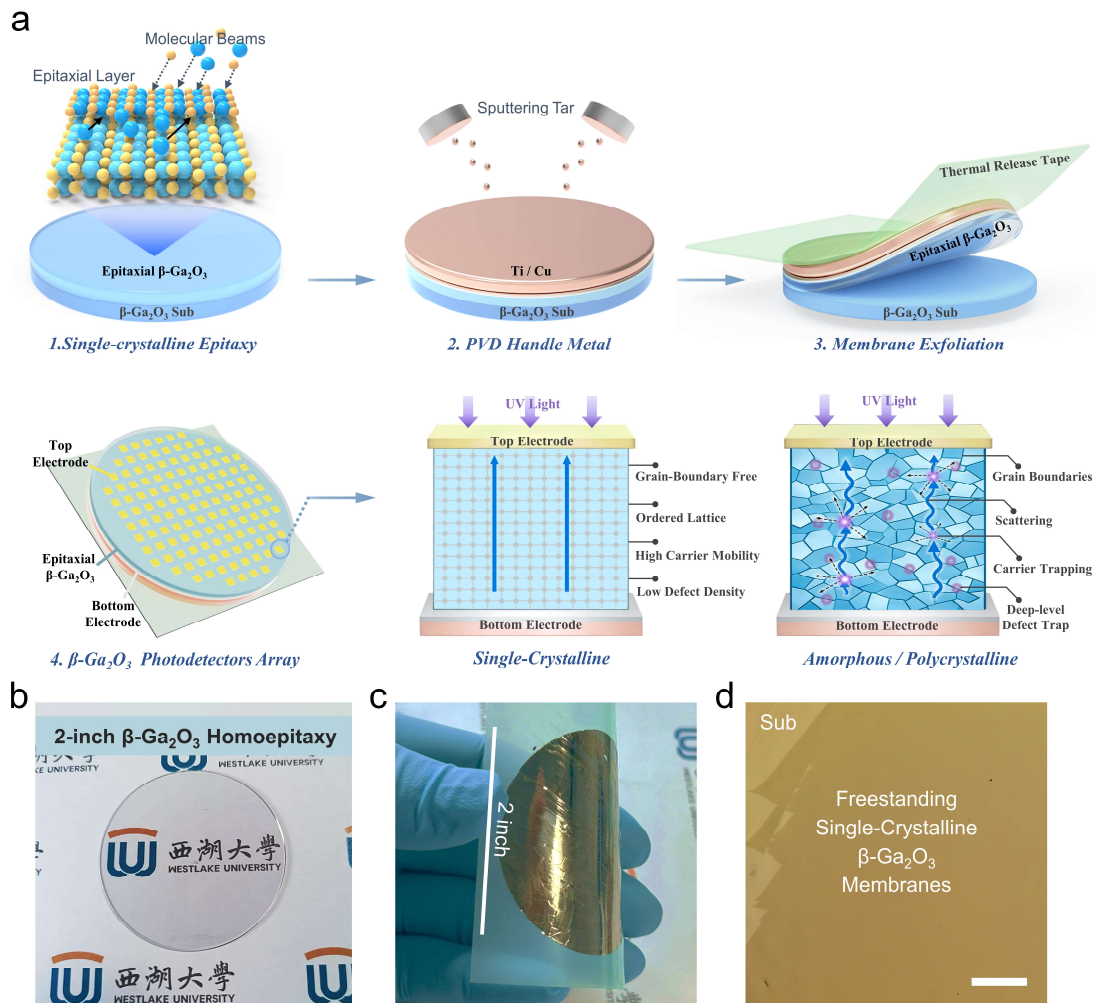 a
Molecular Beams
Epitaxial Layer
Epitaxial β-Ga₂O₃
β-Ga₂O₃ Sub
1.Single-crystalline Epitaxy
Sputtering Tar
Ti / Cu
β-Ga₂O₃ Sub
2. PVD Handle Metal
Thermal Release Tape
Epitaxial β-Ga₂O₃
β-Ga₂O₃ Sub
3. Membrane Exfoliation
Top
Electrode
Epitaxial
β-Ga₂O₃
Bottom
Electrode
4. β-Ga₂O₃ Photodetectors Array
UV Light
Top Electrode
Grain-Boundary Free
Ordered Lattice
High Carrier Mobility
Low Defect Density
Bottom Electrode
Single-Crystalline
UV Light
Top Electrode
Grain Boundaries
Scattering
Carrier Trapping
Deep-level
Defect Trap
Bottom Electrode
Amorphous / Polycrystalline
b
2-inch β-Ga₂O₃ Homoepitaxy
UNIVERSITY
WESTLAKE UNIVERSITY
西湖大學
WESTLAKE UNIVERSITY
西湖大學
WESTLAKE UNIVERSITY
c
2 inch
d
Sub
Freestanding
Single-Crystalline
β-Ga₂O₃
Membranes